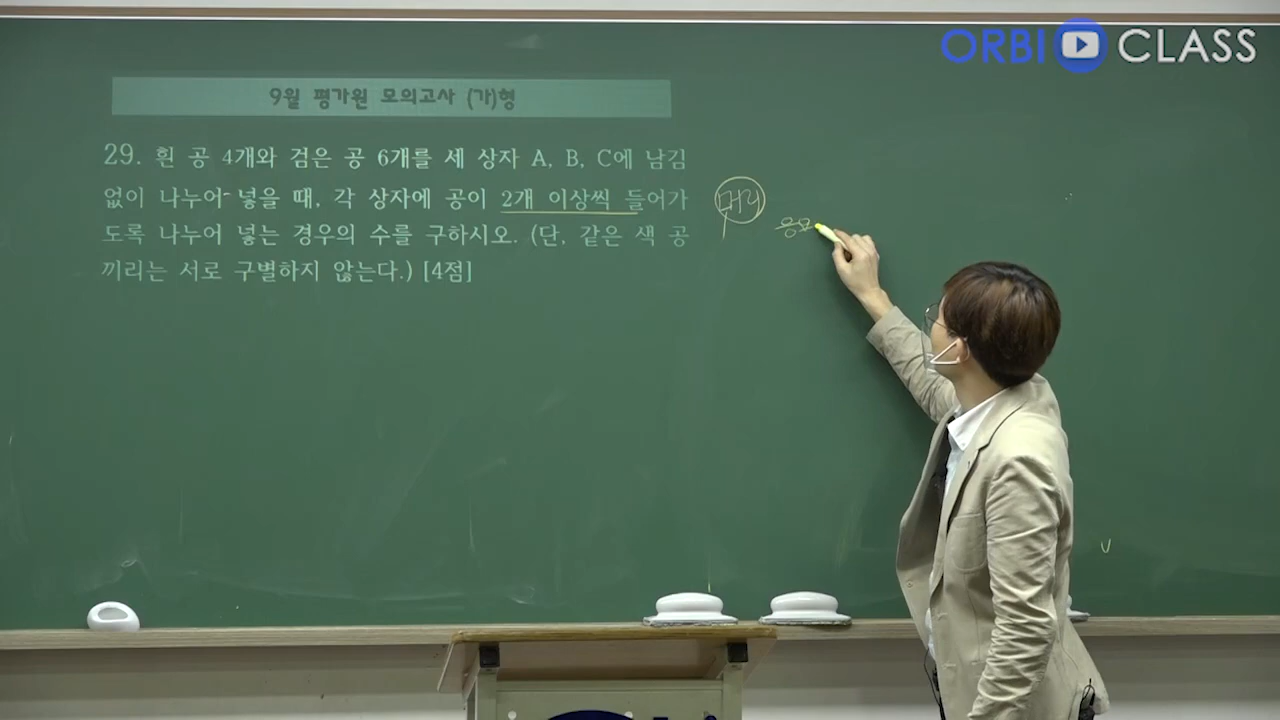 ORBI CLASS
9월 평가원 모의고사 (가)형
29. 흰 공 4개와 검은 공 6개를 세 상자 A, B, C에 남김
없이 나누어 넣을 때, 각 상자에 공이 2개 이상씩 들어가
도록 나누어 넣는 경우의 수를 구하시오. (단, 같은 색 공
끼리는 서로 구별하지 않는다.) [4점]